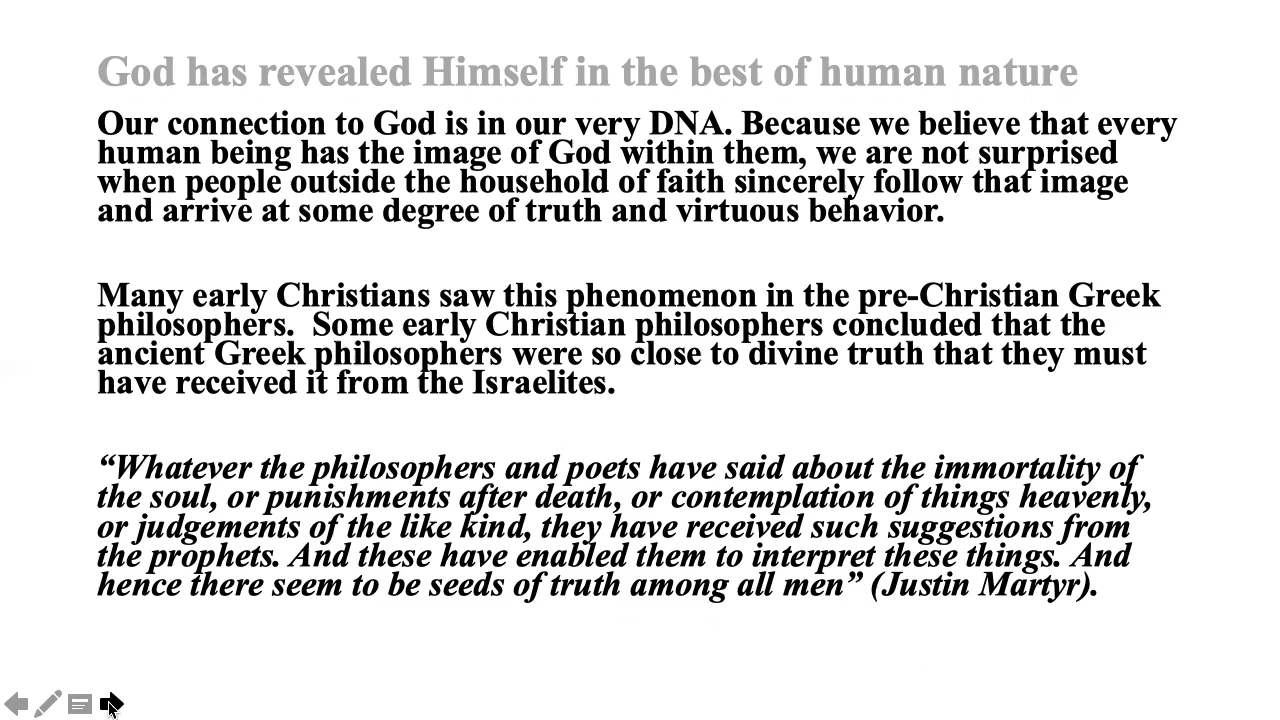 God has revealed Himself in the best of human nature
Our connection to God is in our very DNA. Because we believe that every
human being has the image of God within them, we are not surprised
when people outside the household of faith sincerely follow that image
and arrive at some degree of truth and virtuous behavior.
Many early Christians saw this phenomenon in the pre-Christian Greek
philosophers.  Some early Christian philosophers concluded that the
ancient Greek philosophers were so close to divine truth that they must
have received it from the Israelites.
“Whatever the philosophers and poets have said about the immortality of
the soul, or punishments after death, or contemplation of things heavenly,
or judgements of the like kind, they have received such suggestions from
the prophets. And these have enabled them to interpret these things. And
hence there seem to be seeds of truth among all men” (Justin Martyr).